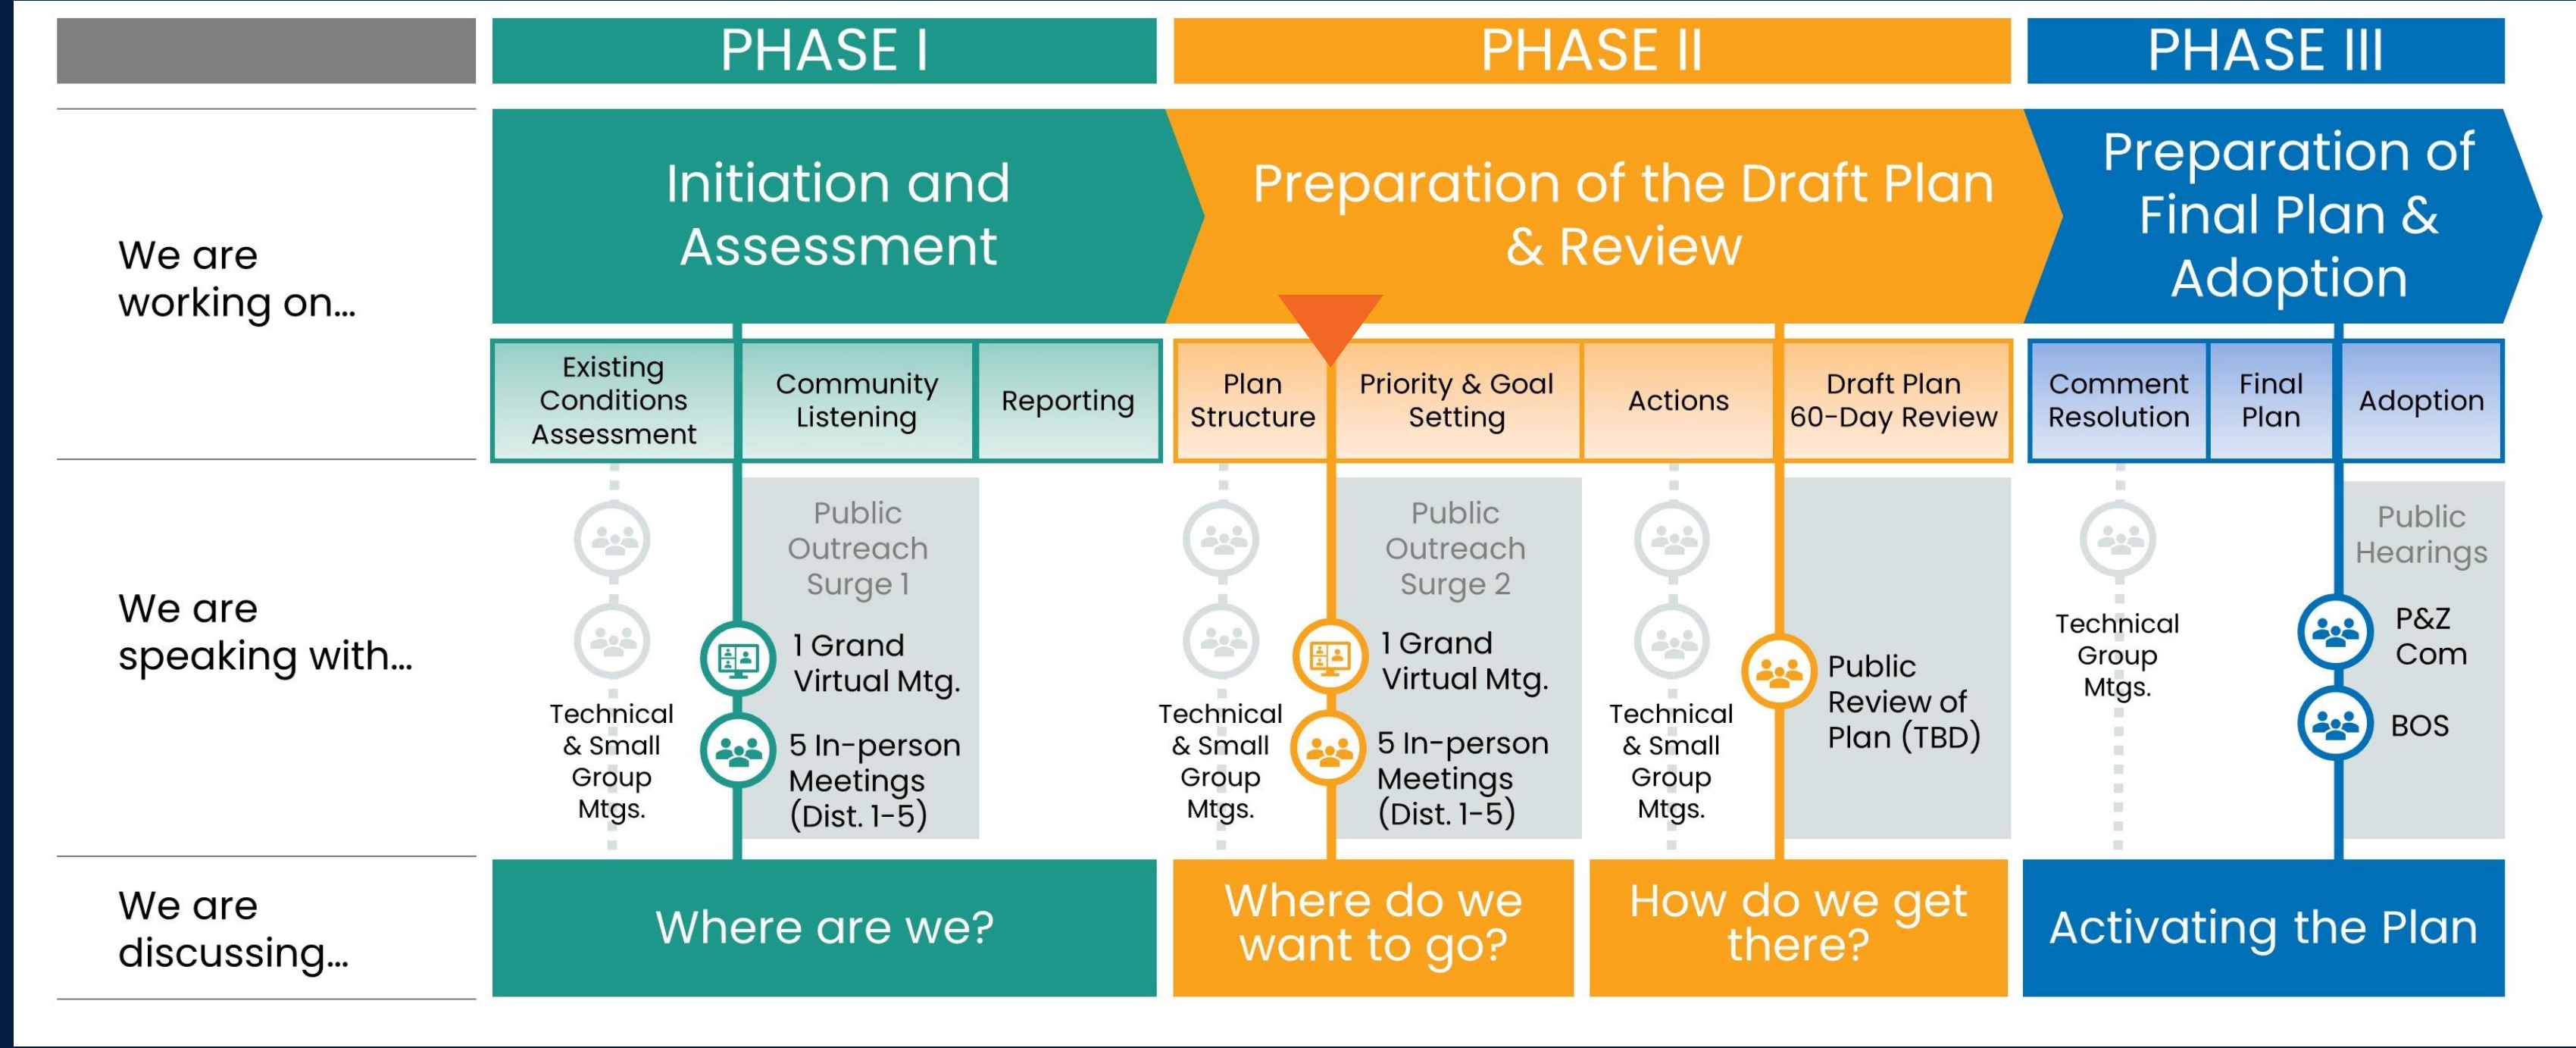 PHASE I
PHASE II
PHASE III
We are
working on...
Initiation and
Assessment
Preparation of the Draft Plan
& Review
Preparation of
Final Plan &
Adoption
Existing
Conditions
Assessment
Community
Listening
Reporting
Plan
Structure
Priority & Goal
Setting
Actions
Draft Plan
60-Day Review
Comment
Resolution
Final
Plan
Adoption
We are
speaking with...
Technical
& Small
Group
Mtgs.
Public
Outreach
Surge 1
1 Grand
Virtual Mtg.
5 In-person
Meetings
(Dist. 1-5)
Technical
& Small
Group
Mtgs.
Public
Outreach
Surge 2
1 Grand
Virtual Mtg.
5 In-person
Meetings
(Dist. 1-5)
Technical
& Small
Group
Mtgs.
Public
Review of
Plan (TBD)
Technical
Group
Mtgs.
Public
Hearings
P&Z
Com
BOS
We are
discussing...
Where are we?
Where do we
want to go?
How do we get
there?
Activating the Plan